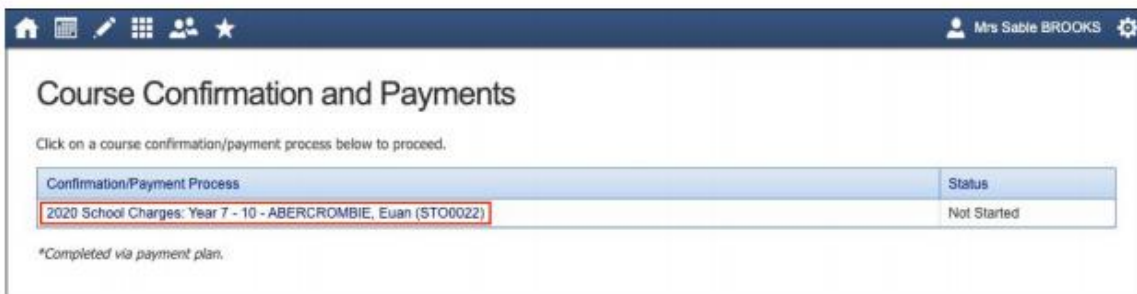 Mrs Sable BROOKS
Course Confirmation and Payments
Click on a course confirmation/payment process below to proceed.
Confirmation/Payment Process Status
2020 School Charges: Year 7 - 10 - ABERCROMBIE, Euan (STO0022) Not Started
*Completed via payment plan.